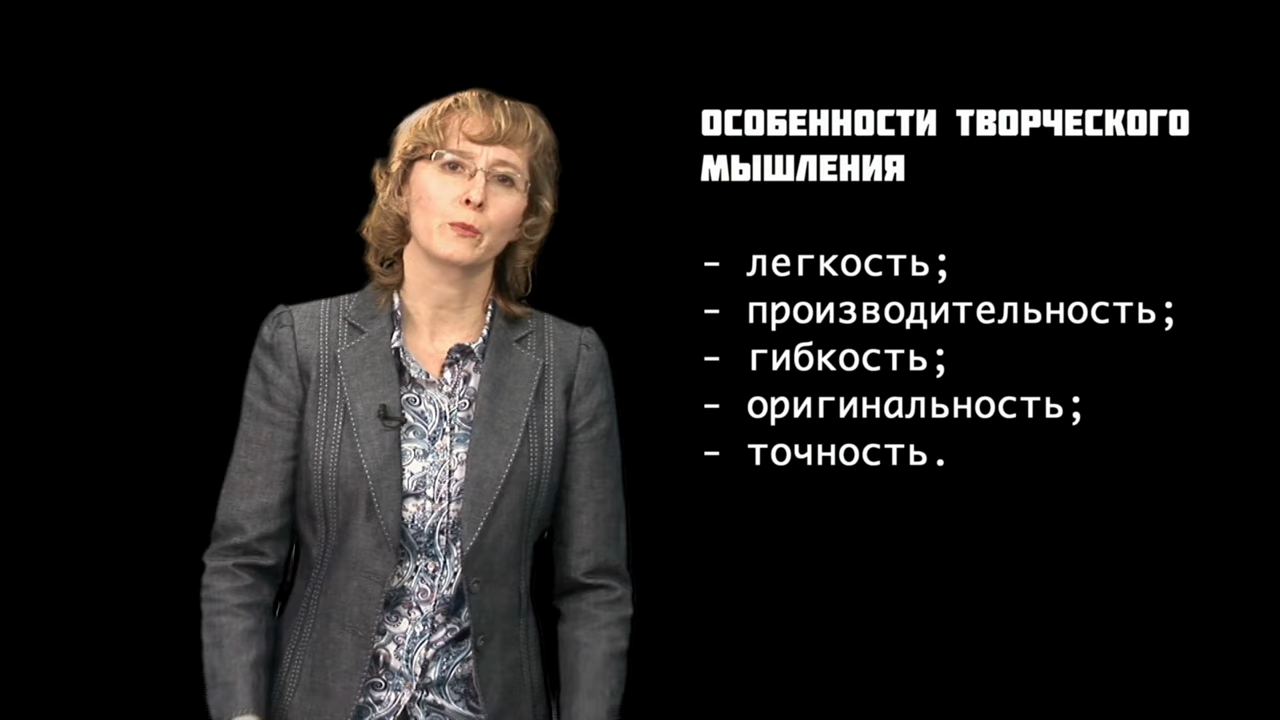 ОСОБЕННОСТИ ТВОРЧЕСКОГО
МЫШЛЕНИЯ
- легкость;
- производительность;
- гибкость;
- оригинальность;
- точность.